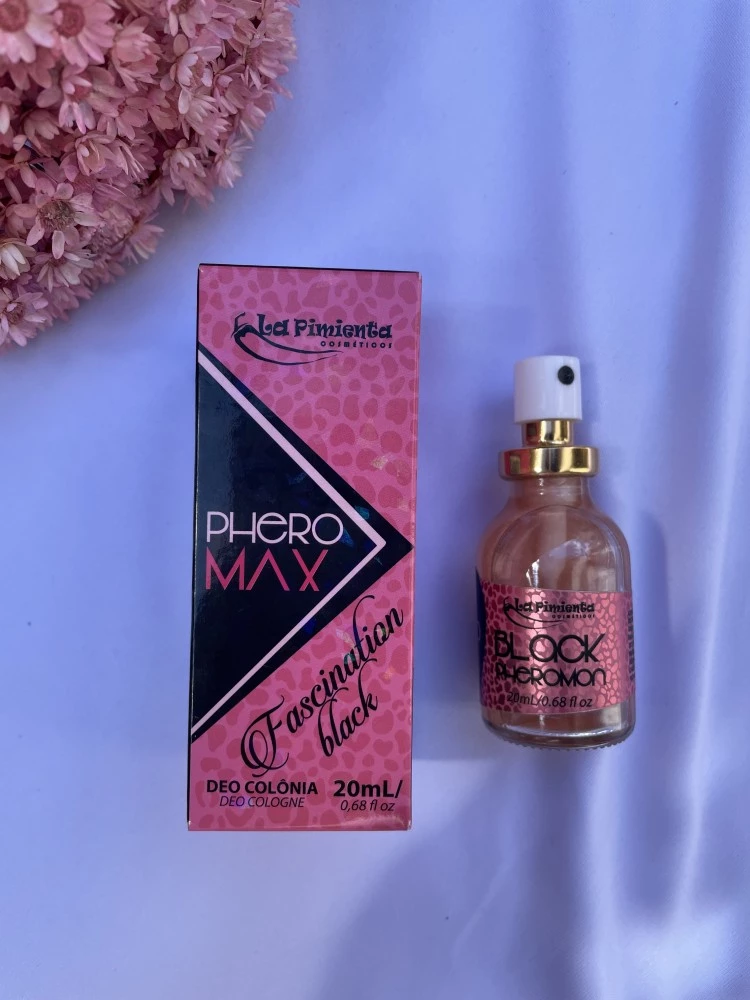 La Pimienta
COSMÉTICOS
PHERO
MAX
Fascination
black
DEO COLÔNIA 20mL/
DEO COLOGNE 0,68 fl oz
La Pimienta
COSMÉTICOS
BLACK
PHEROMON
20mL/0.68 fl oz